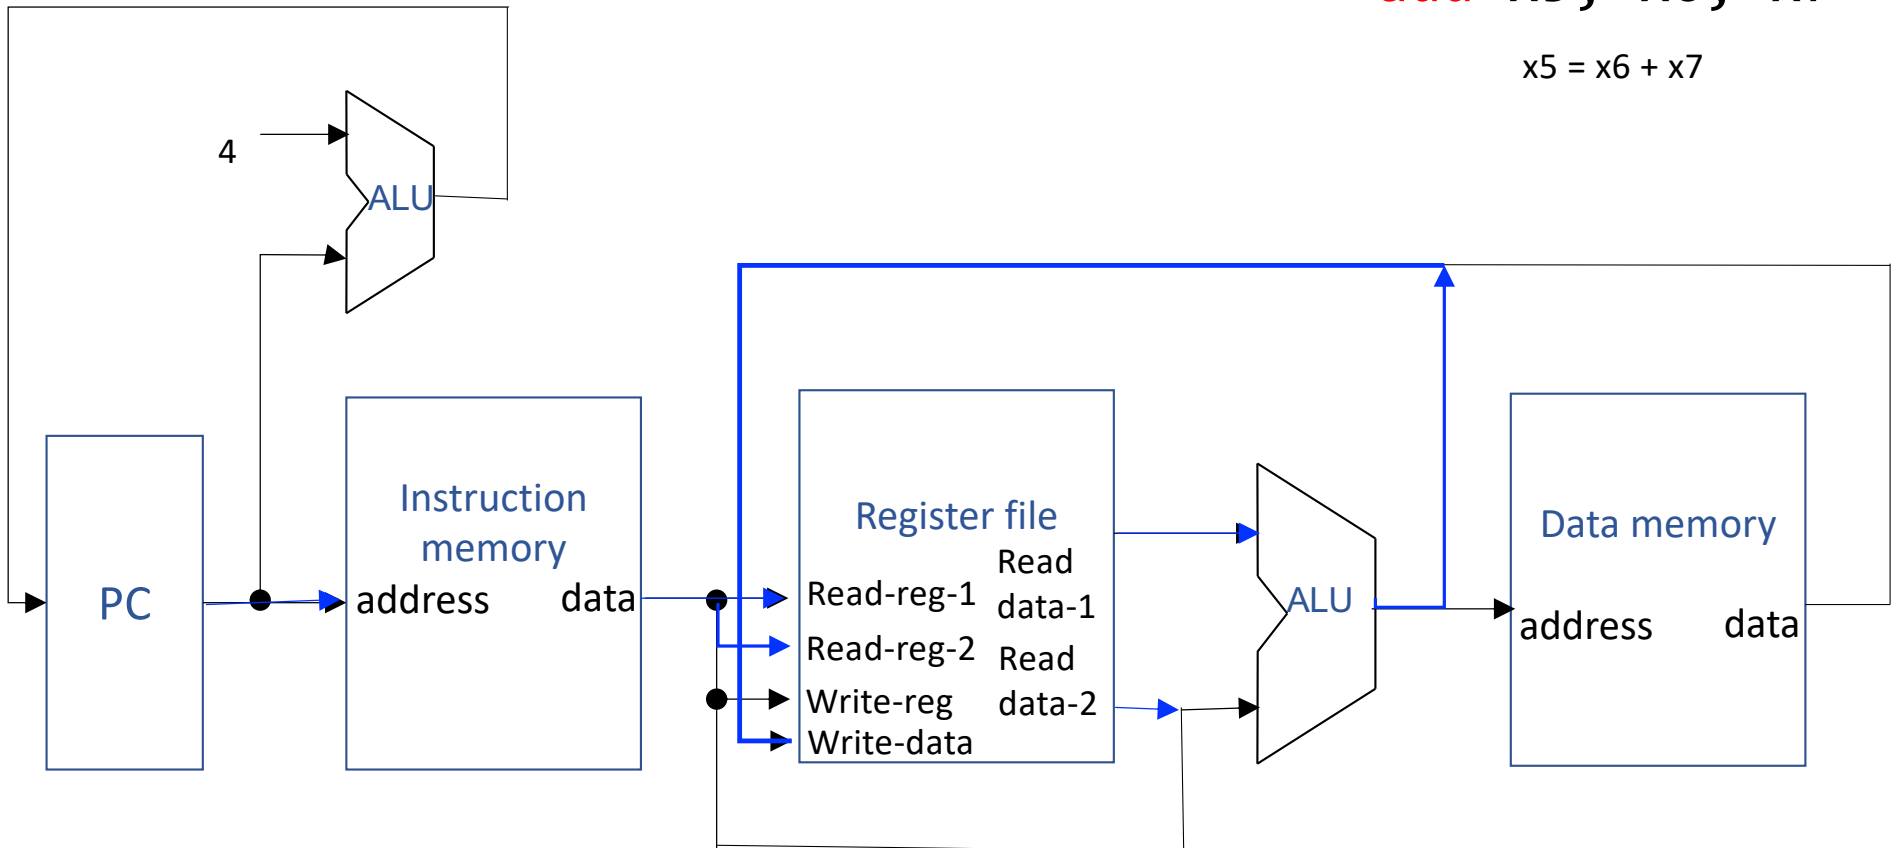 x5 = x6 + x7
4
ALU
Instruction
memory
Register file
Data memory
Read
data-1
PC
address
data
Read-reg-1
ALU
address
data
Read-reg-2
Read
data-2
Write-reg
Write-data